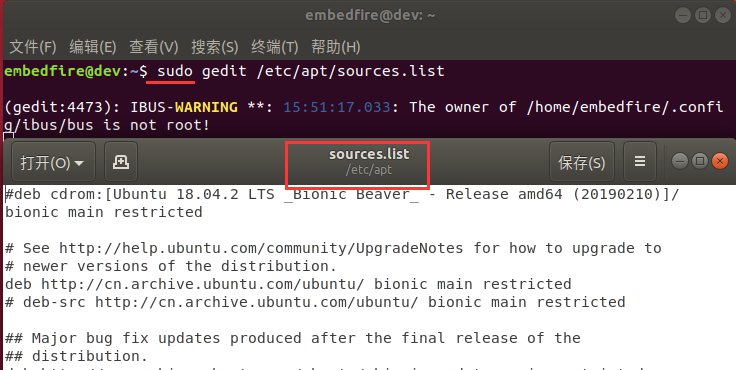 embedfire@dev: ~
文件(F) 编辑(E) 查看(V) 搜索(S) 终端(T) 帮助(H)
embedfire@dev:~$ sudo gedit /etc/apt/sources.list
(gedit:4473): IBUS-WARNING **: 15:51:17.033: The owner of /home/embedfire/.confi
g/ibus/bus is not root!
打开(O) sources.list 保存(S)
/etc/apt
#deb cdrom:[Ubuntu 18.04.2 LTS _Bionic Beaver_ - Release amd64 (20190210)]/
bionic main restricted
# See http://help.ubuntu.com/community/UpgradeNotes for how to upgrade to
# newer versions of the distribution.
deb http://cn.archive.ubuntu.com/ubuntu/ bionic main restricted
# deb-src http://cn.archive.ubuntu.com/ubuntu/ bionic main restricted
## Major bug fix updates produced after the final release of the
## distribution.